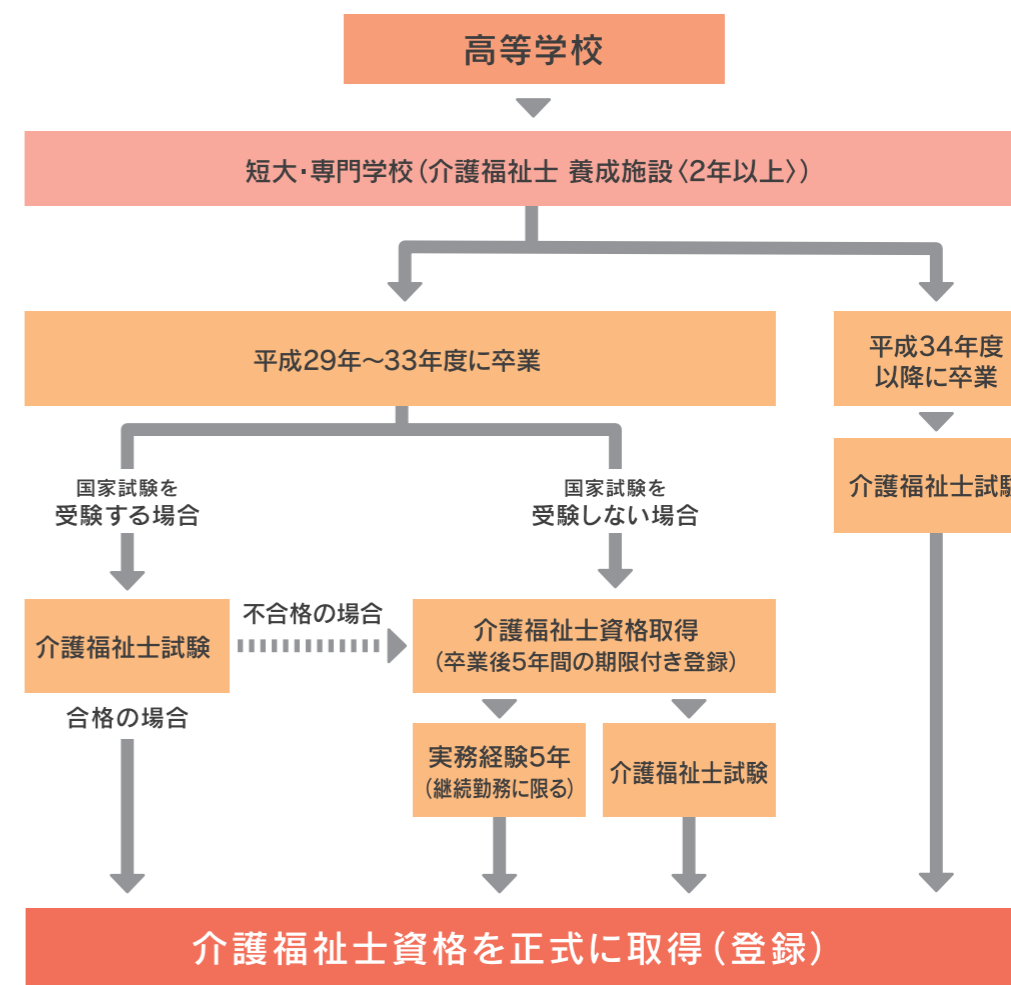 高等学校
短大・専門学校（介護福祉士 養成施設〈2年以上〉）
平成29年～33年度に卒業
平成34年度
以降に卒業
国家試験を
受験する場合
国家試験を
受験しない場合
介護福祉士試験
介護福祉士試験
不合格の場合
介護福祉士資格取得
（卒業後5年間の期限付き登録）
合格の場合
実務経験5年
（継続勤務に限る）
介護福祉士試験
介護福祉士資格を正式に取得（登録）